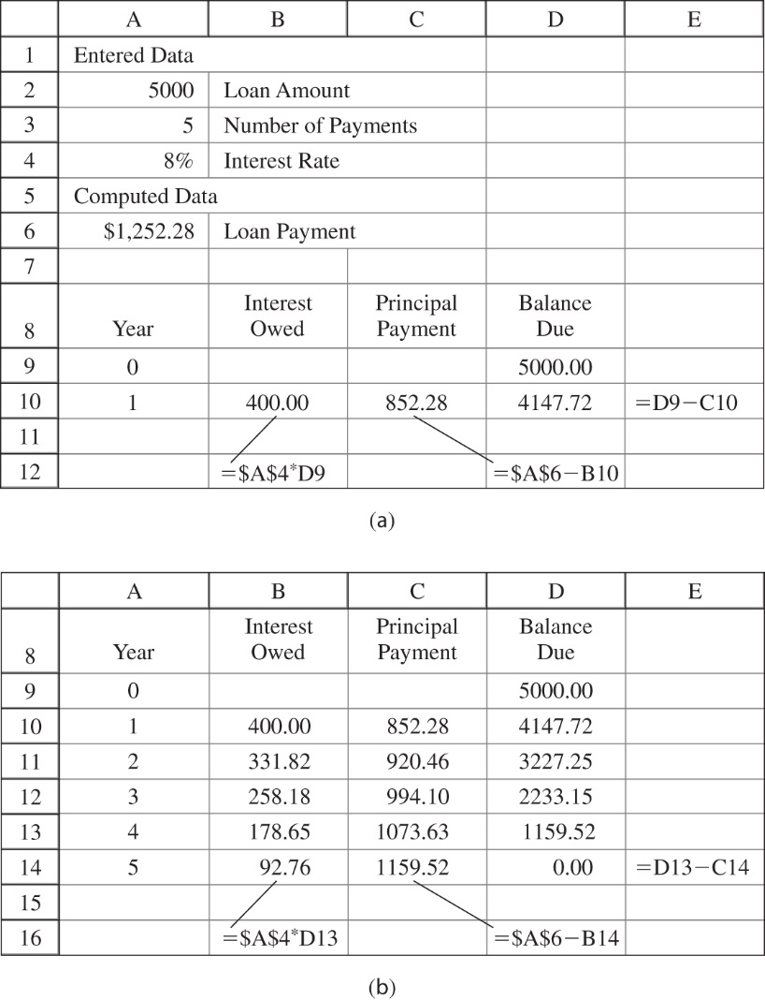 A B C D E
1 Entered Data
2 5000 Loan Amount
3 5 Number of Payments
4 8% Interest Rate
5 Computed Data
6 $1,252.28 Loan Payment
7
8 Year Interest Owed Principal Payment Balance Due
9 0 5000.00
10 1 400.00 852.28 4147.72 =D9−C10
11
12 =$A$4*D9 =$A$6−B10
(a)
A B C D E
8 Year Interest Owed Principal Payment Balance Due
9 0 5000.00
10 1 400.00 852.28 4147.72
11 2 331.82 920.46 3227.25
12 3 258.18 994.10 2233.15
13 4 178.65 1073.63 1159.52
14 5 92.76 1159.52 0.00 =D13−C14
15
16 =$A$4*D13 =$A$6−B14
(b)